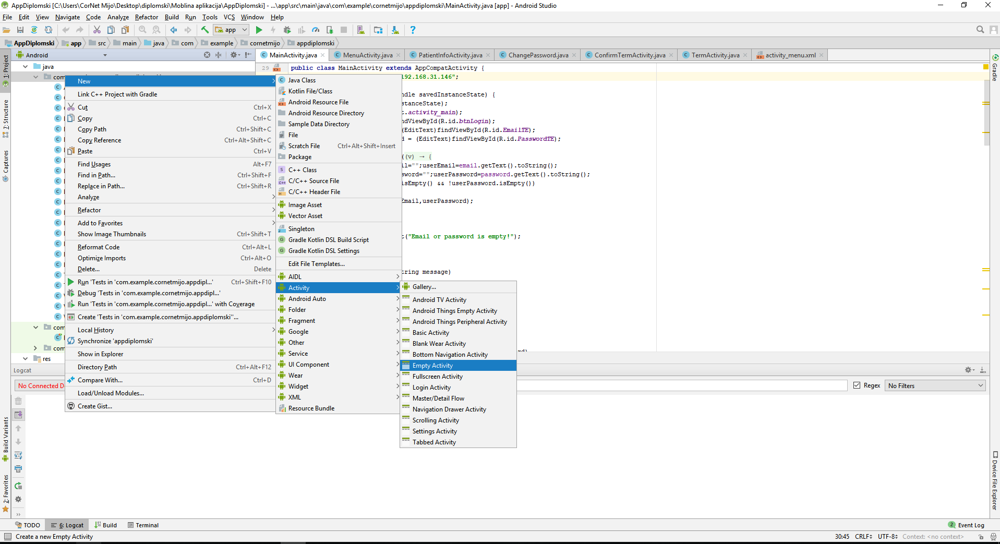 AppDiplomski [C:\Users\CorNet Mijo\Desktop\diplomski\Moblina aplikacija\AppDiplomski] - ...\app\src\main\java\com\example\cornetmijo\appdiplomski\MainActivity.java [app] - Android Studio
File Edit View Navigate Code Analyze Refactor Build Run Tools VCS Window Help
app
AppDiplomski app src main java com example cornetmijo appdiplomski
Android
MainActivity.java MenuActivity.java PatientInfoActivity.java ChangePassword.java ConfirmTermActivity.java TermActivity.java activity_menu.xml
1: Project
7: Structure
Captures
Build Variants
2: Favorites
Gradle
Device File Explorer
java
com
com
com
res
29 public class MainActivity extends AppCompatActivity {
92.168.31.146";
ndle savedInstanceState) {
stanceState);
t.activity_main);
ndViewById(R.id.btnLogin);
(EditText)findViewById(R.id.EmailTE);
d = (EditText)findViewById(R.id.PasswordTE);
((v) → {
il="";userEmail=email.getText().toString();
sword="";userPassword=password.getText().toString();
isEmpty() && !userPassword.isEmpty())
Email,userPassword);
t("Email or password is empty!");
tring message)
New
Link C++ Project with Gradle
Cut Ctrl+X
Copy Ctrl+C
Copy Path Ctrl+Shift+C
Copy Reference Ctrl+Alt+Shift+C
Paste Ctrl+V
Find Usages Alt+F7
Find in Path... Ctrl+Shift+F
Replace in Path... Ctrl+Shift+R
Analyze
Refactor
Add to Favorites
Show Image Thumbnails Ctrl+Shift+T
Reformat Code Ctrl+Alt+L
Optimize Imports Ctrl+Alt+O
Delete... Delete
Run 'Tests in 'com.example.cornetmijo.appdipl...' Ctrl+Shift+F10
Debug 'Tests in 'com.example.cornetmijo.appdipl...'
Run 'Tests in 'com.example.cornetmijo.appdipl...' with Coverage
Create 'Tests in 'com.example.cornetmijo.appdiplomski''...
Local History
Synchronize 'appdiplomski'
Show in Explorer
Directory Path Ctrl+Alt+F12
Compare With... Ctrl+D
Load/Unload Modules...
Create Gist...
Java Class
Kotlin File/Class
Android Resource File
Android Resource Directory
Sample Data Directory
File
Scratch File Ctrl+Alt+Shift+Insert
Package
C++ Class
C/C++ Source File
C/C++ Header File
Image Asset
Vector Asset
Singleton
Gradle Kotlin DSL Build Script
Gradle Kotlin DSL Settings
Edit File Templates...
AIDL
Activity
Android Auto
Folder
Fragment
Google
Other
Service
UI Component
Wear
Widget
XML
Resource Bundle
Gallery...
Android TV Activity
Android Things Empty Activity
Android Things Peripheral Activity
Basic Activity
Blank Wear Activity
Bottom Navigation Activity
Empty Activity
Fullscreen Activity
Login Activity
Master/Detail Flow
Navigation Drawer Activity
Scrolling Activity
Settings Activity
Tabbed Activity
Logcat
No Connected D
Regex No Filters
TODO 6: Logcat Build Terminal 2 Event Log
Create a new Empty Activity 30:45 CRLF UTF-8 Context: <no context>